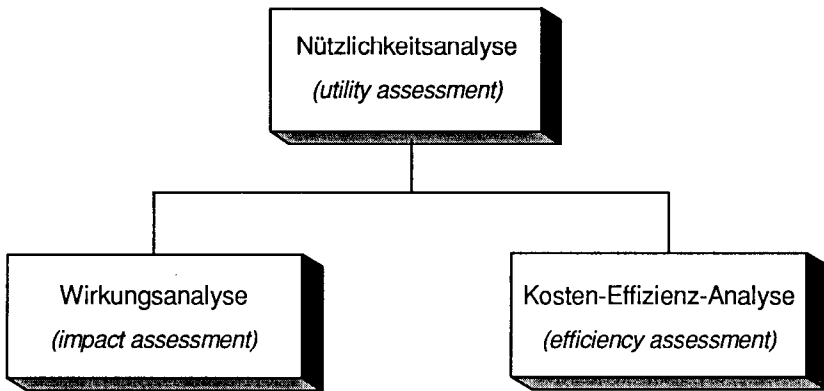 Nützlichkeitsanalyse
(utility assessment)
Wirkungsanalyse
(impact assessment)
Kosten-Effizienz-Analyse
(efficiency assessment)